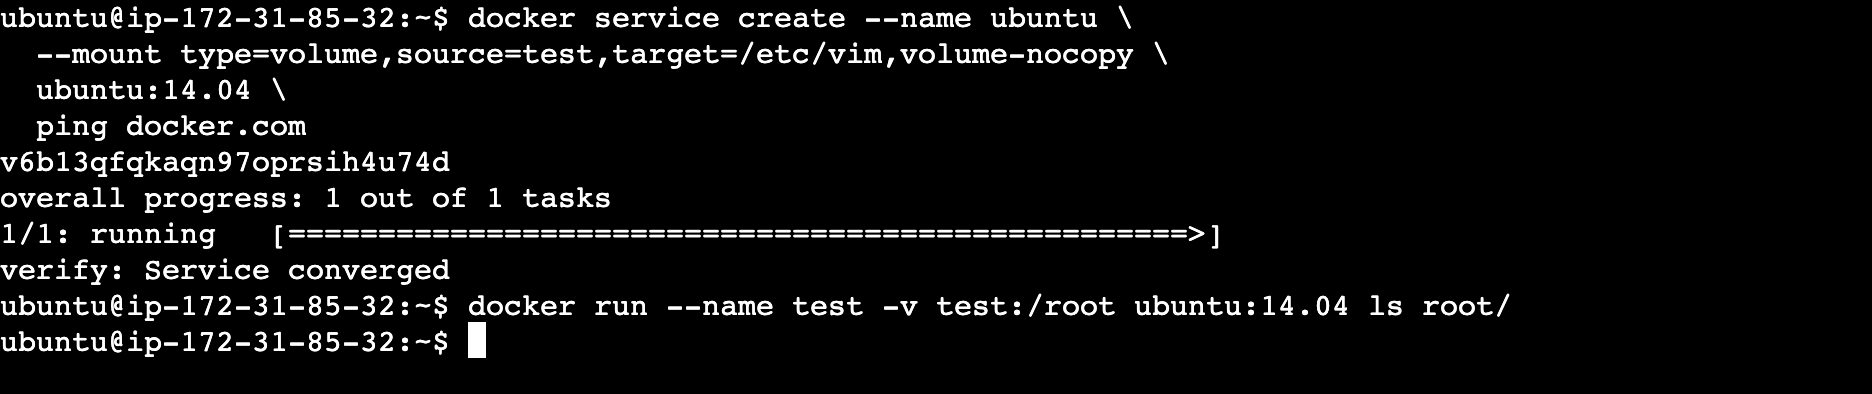 ubuntu@ip-172-31-85-32:~$ docker service create --name ubuntu \
  --mount type=volume,source=test,target=/etc/vim,volume-nocopy \
  ubuntu:14.04 \
  ping docker.com
v6b13qfqkaqn97oprsih4u74d
overall progress: 1 out of 1 tasks
1/1: running   [==================================================>]
verify: Service converged
ubuntu@ip-172-31-85-32:~$ docker run --name test -v test:/root ubuntu:14.04 ls root/
ubuntu@ip-172-31-85-32:~$